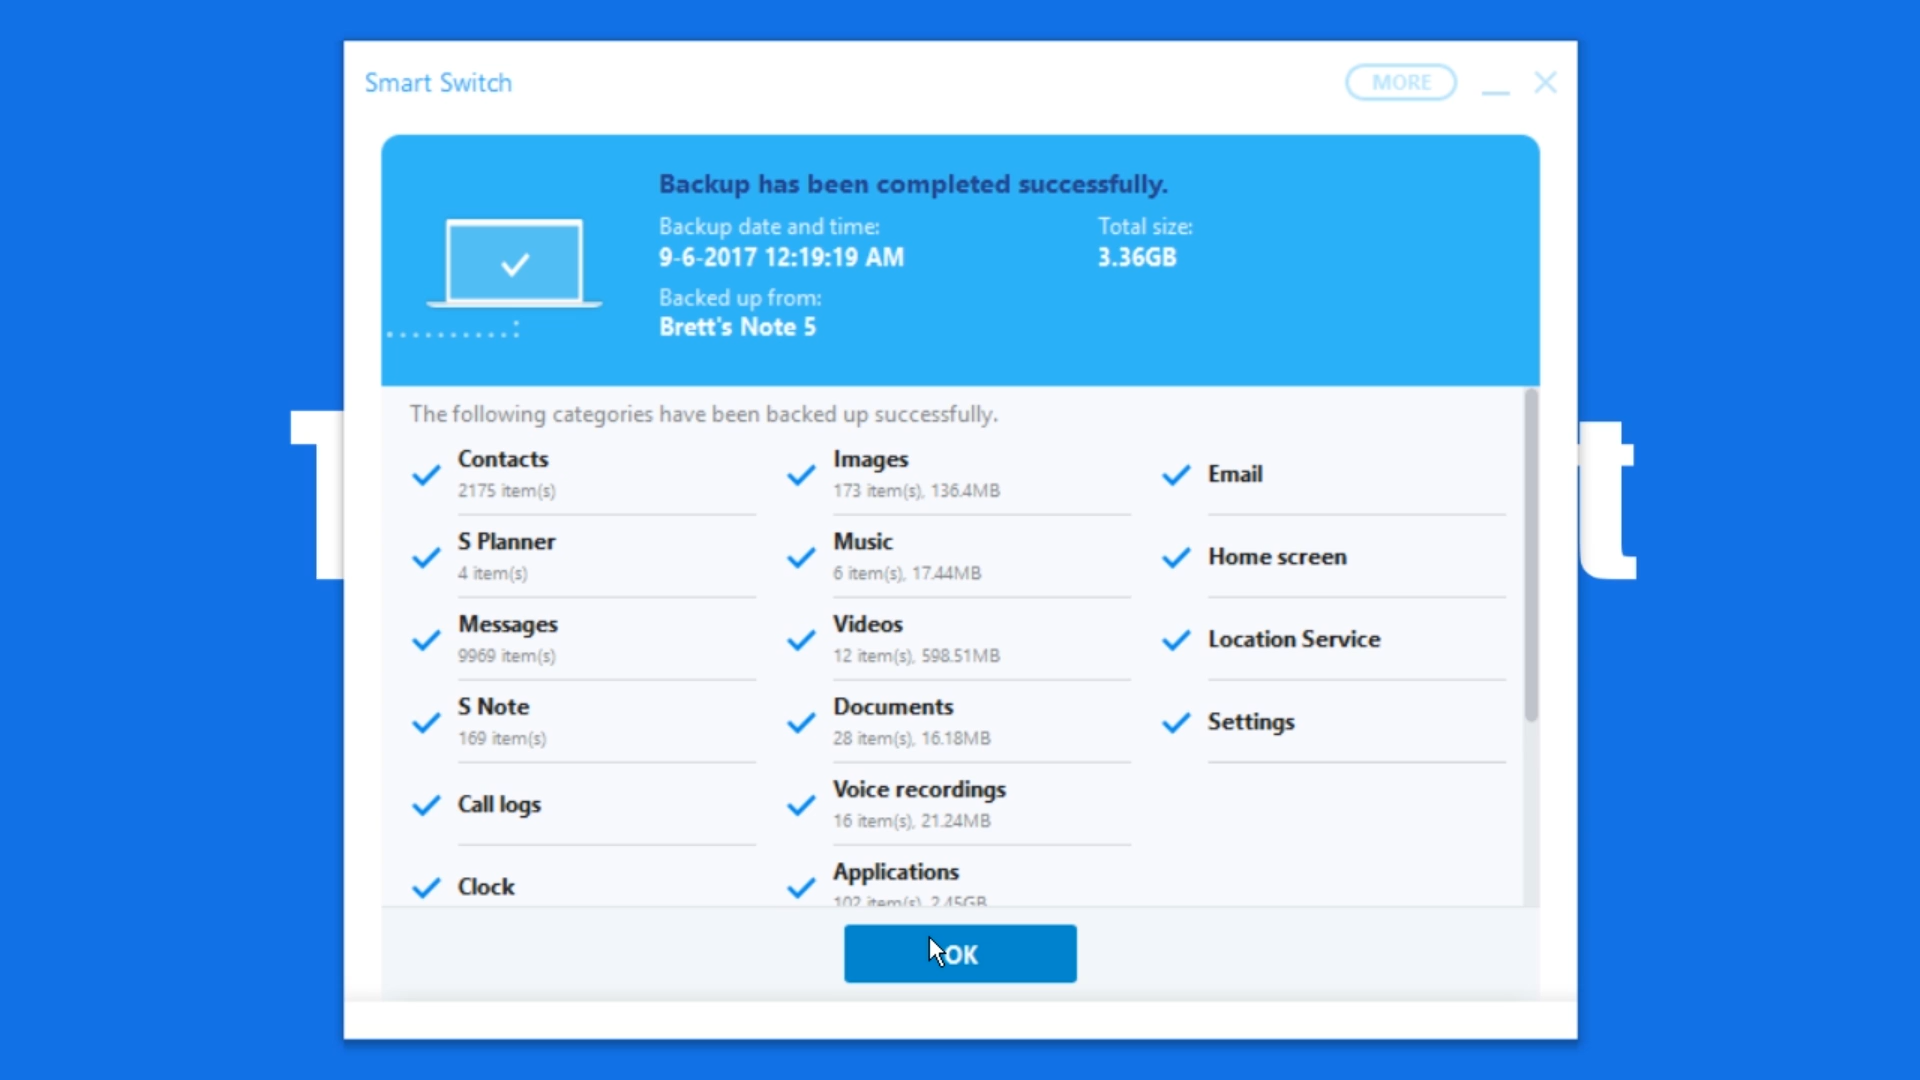 Smart Switch
MORE
Backup has been completed successfully.
Backup date and time:
Total size:
9-6-2017 12:19:19 AM
3.36GB
Backed up from:
Brett's Note 5
The following categories have been backed up successfully.
Contacts
2175 item(s)
Images
173 item(s), 136.4MB
Email
S Planner
4 item(s)
Music
6 item(s), 17.44MB
Home screen
Messages
9969 item(s)
Videos
12 item(s), 598.51MB
Location Service
S Note
169 item(s)
Documents
28 item(s), 16.18MB
Settings
Call logs
Voice recordings
16 item(s), 21.24MB
Clock
Applications
102 item(s), 2.45GB
OK
t